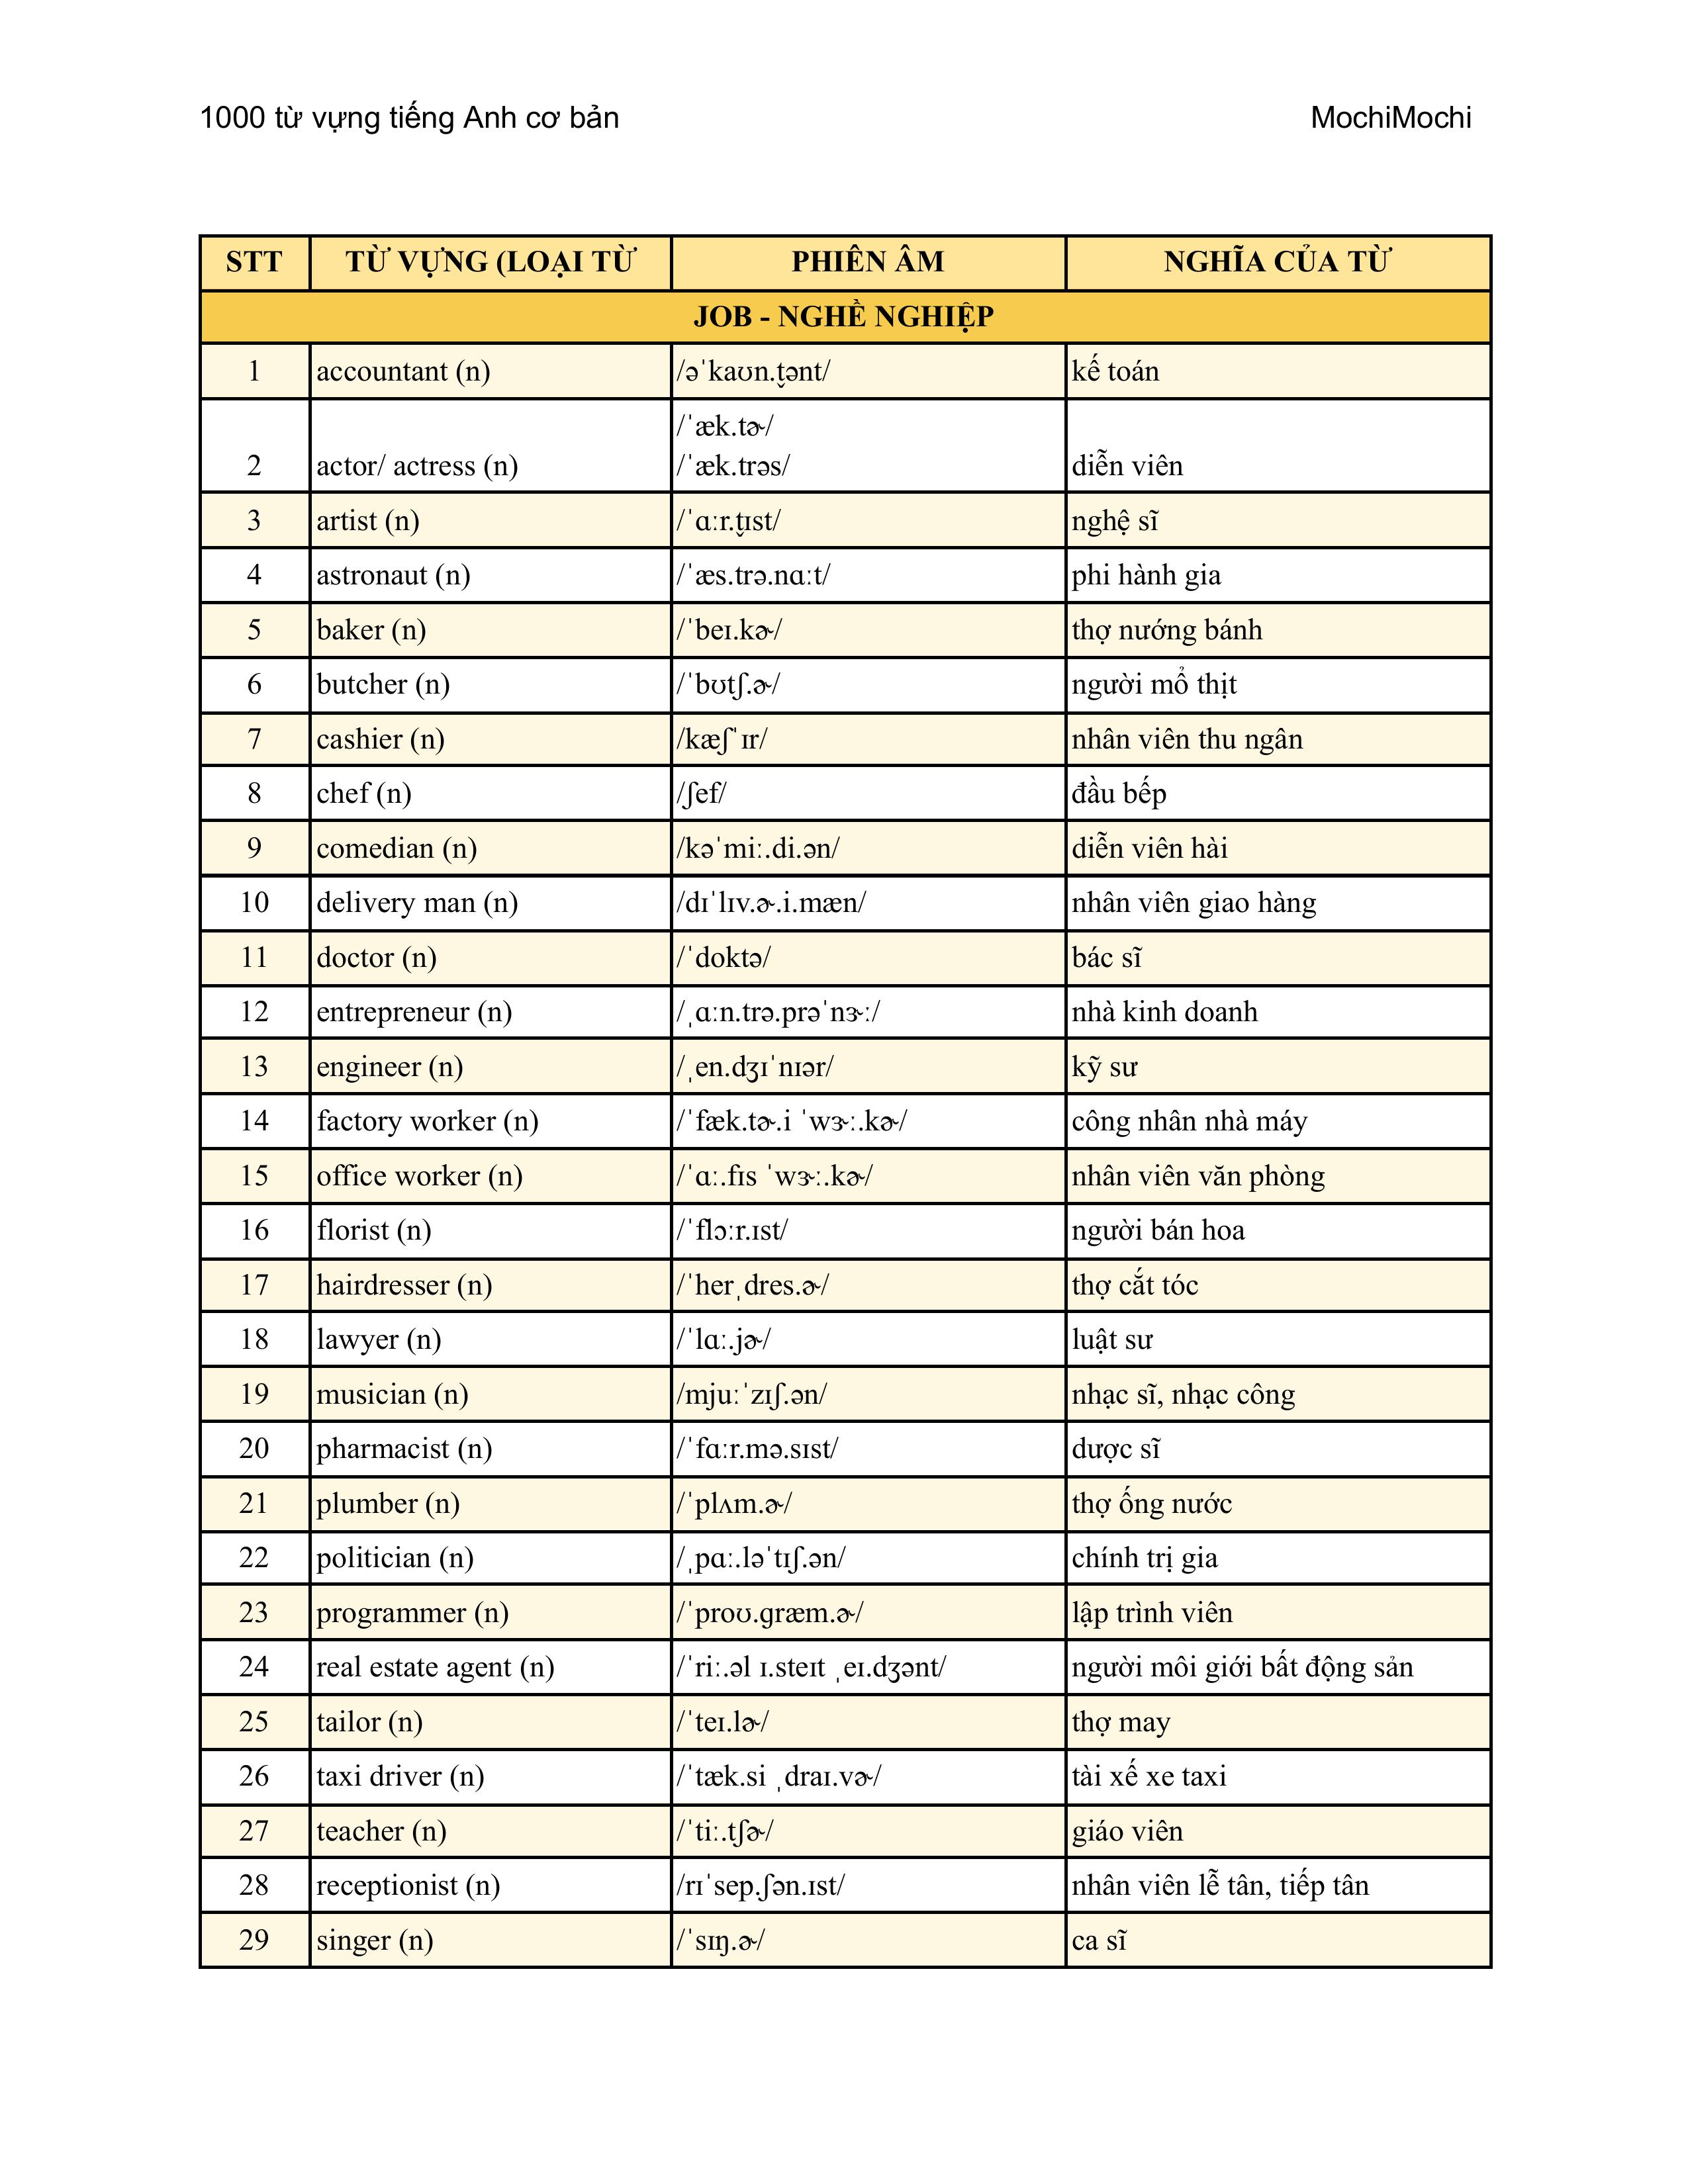 1000 từ vựng tiếng Anh cơ bản MochiMochi
STT TỪ VỰNG (LOẠI TỪ PHIÊN ÂM NGHĨA CỦA TỪ
JOB - NGHỀ NGHIỆP
1 accountant (n) /əˈkaʊn.t̬ənt/ kế toán
/ˈæk.tɚ/
2 actor/ actress (n) /ˈæk.trəs/ diễn viên
3 artist (n) /ˈɑːr.t̬ɪst/ nghệ sĩ
4 astronaut (n) /ˈæs.trə.nɑːt/ phi hành gia
5 baker (n) /ˈbeɪ.kɚ/ thợ nướng bánh
6 butcher (n) /ˈbʊtʃ.ɚ/ người mổ thịt
7 cashier (n) /kæʃˈɪr/ nhân viên thu ngân
8 chef (n) /ʃef/ đầu bếp
9 comedian (n) /kəˈmiː.di.ən/ diễn viên hài
10 delivery man (n) /dɪˈlɪv.ɚ.i.mæn/ nhân viên giao hàng
11 doctor (n) /ˈdoktə/ bác sĩ
12 entrepreneur (n) /ˌɑːn.trə.prəˈnɝː/ nhà kinh doanh
13 engineer (n) /ˌen.dʒɪˈnɪər/ kỹ sư
14 factory worker (n) /ˈfæk.tɚ.i ˈwɝː.kɚ/ công nhân nhà máy
15 office worker (n) /ˈɑː.fɪs ˈwɝː.kɚ/ nhân viên văn phòng
16 florist (n) /ˈflɔːr.ɪst/ người bán hoa
17 hairdresser (n) /ˈherˌdres.ɚ/ thợ cắt tóc
18 lawyer (n) /ˈlɑː.jɚ/ luật sư
19 musician (n) /mjuːˈzɪʃ.ən/ nhạc sĩ, nhạc công
20 pharmacist (n) /ˈfɑːr.mə.sɪst/ dược sĩ
21 plumber (n) /ˈplʌm.ɚ/ thợ ống nước
22 politician (n) /ˌpɑː.ləˈtɪʃ.ən/ chính trị gia
23 programmer (n) /ˈproʊ.ɡræm.ɚ/ lập trình viên
24 real estate agent (n) /ˈriː.əl ɪ.steɪt ˌeɪ.dʒənt/ người môi giới bất động sản
25 tailor (n) /ˈteɪ.lɚ/ thợ may
26 taxi driver (n) /ˈtæk.si ˌdraɪ.vɚ/ tài xế xe taxi
27 teacher (n) /ˈtiː.tʃɚ/ giáo viên
28 receptionist (n) /rɪˈsep.ʃən.ɪst/ nhân viên lễ tân, tiếp tân
29 singer (n) /ˈsɪŋ.ɚ/ ca sĩ